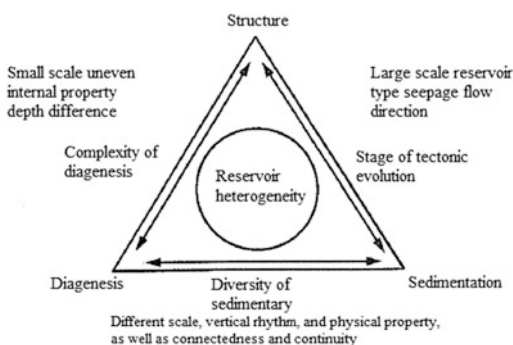 Structure
Small scale uneven
internal property
depth difference
Large scale reservoir
type seepage flow
direction
Complexity of
diagenesis
Stage of tectonic
evolution
Reservoir
heterogeneity
Diagenesis
Sedimentation
Diversity of
sedimentary
Different scale, vertical rhythm, and physical property,
as well as connectedness and continuity